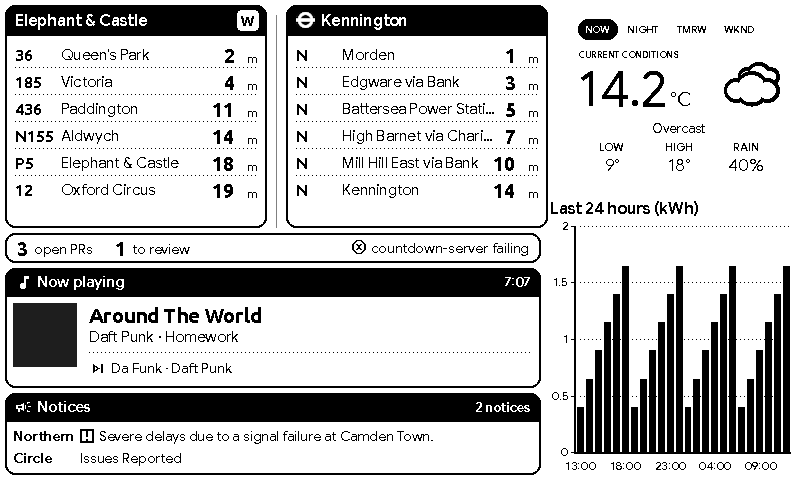 Elephant & Castle W
36 Queen's Park 2 m
185 Victoria 4 m
436 Paddington 11 m
N155 Aldwych 14 m
P5 Elephant & Castle 18 m
12 Oxford Circus 19 m
Kennington
N Morden 1 m
N Edgware via Bank 3 m
N Battersea Power Stati... 5 m
N High Barnet via Chari... 7 m
N Mill Hill East via Bank 10 m
N Kennington 14 m
3 open PRs 1 to review countdown-server failing
Now playing 7:07
Around The World
Daft Punk · Homework
Da Funk · Daft Punk
Notices 2 notices
Northern Severe delays due to a signal failure at Camden Town.
Circle Issues Reported
NOW NIGHT TMRW WKND
CURRENT CONDITIONS
14.2°C
Overcast
LOW HIGH RAIN
9° 18° 40%
Last 24 hours (kWh)
2
1.5
1
0.5
0
13:00 18:00 23:00 04:00 09:00